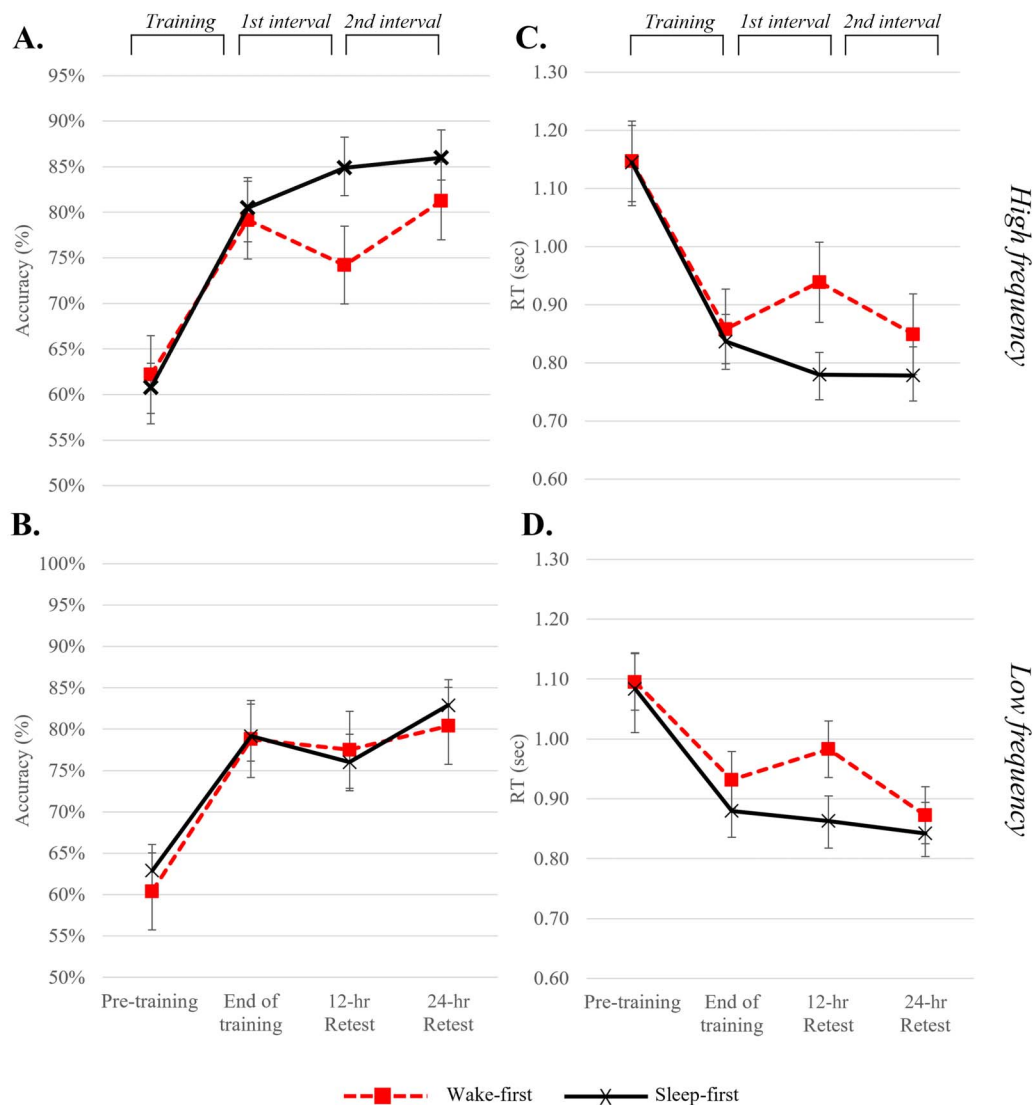 A.
Training 1st interval 2nd interval
Accuracy (%)
95%
90%
85%
80%
75%
70%
65%
60%
55%
50%
C.
Training 1st interval 2nd interval
RT (sec)
1.30
1.20
1.10
1.00
0.90
0.80
0.70
0.60
High frequency
B.
Accuracy (%)
100%
95%
90%
85%
80%
75%
70%
65%
60%
55%
50%
Pre-training End of 12-hr 24-hr
training Retest Retest
D.
RT (sec)
1.30
1.20
1.10
1.00
0.90
0.80
0.70
0.60
Pre-training End of 12-hr 24-hr
training Retest Retest
Low frequency
Wake-first Sleep-first